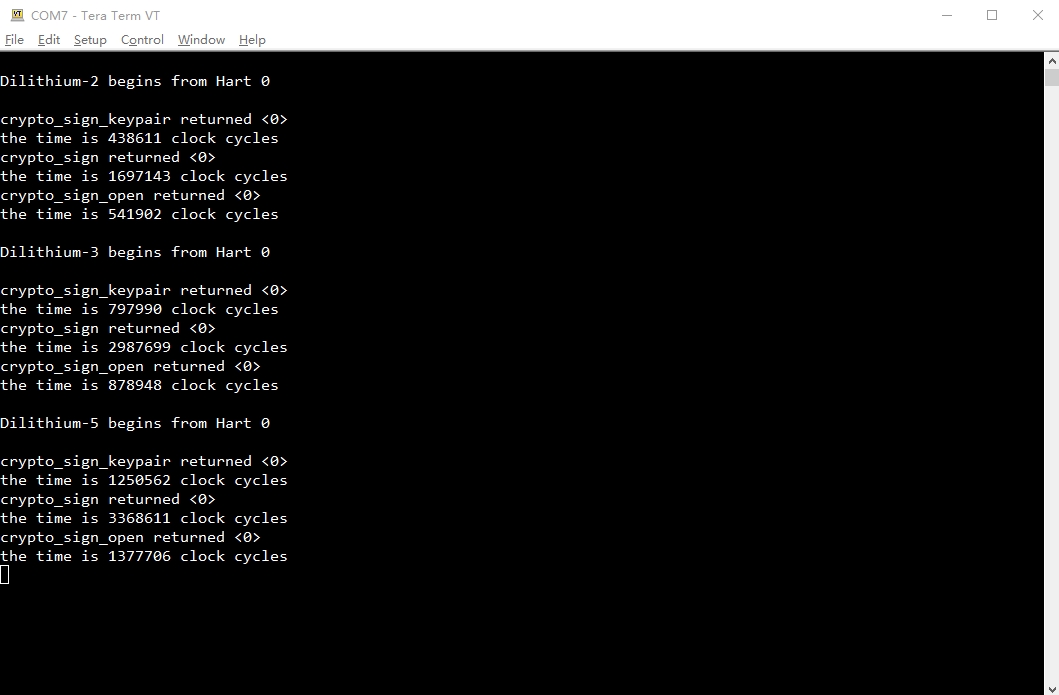 COM7 - Tera Term VT
File Edit Setup Control Window Help
Dilithium-2 begins from Hart 0
crypto_sign_keypair returned <0>
the time is 438611 clock cycles
crypto_sign returned <0>
the time is 1697143 clock cycles
crypto_sign_open returned <0>
the time is 541902 clock cycles
Dilithium-3 begins from Hart 0
crypto_sign_keypair returned <0>
the time is 797990 clock cycles
crypto_sign returned <0>
the time is 2987699 clock cycles
crypto_sign_open returned <0>
the time is 878948 clock cycles
Dilithium-5 begins from Hart 0
crypto_sign_keypair returned <0>
the time is 1250562 clock cycles
crypto_sign returned <0>
the time is 3368611 clock cycles
crypto_sign_open returned <0>
the time is 1377706 clock cycles